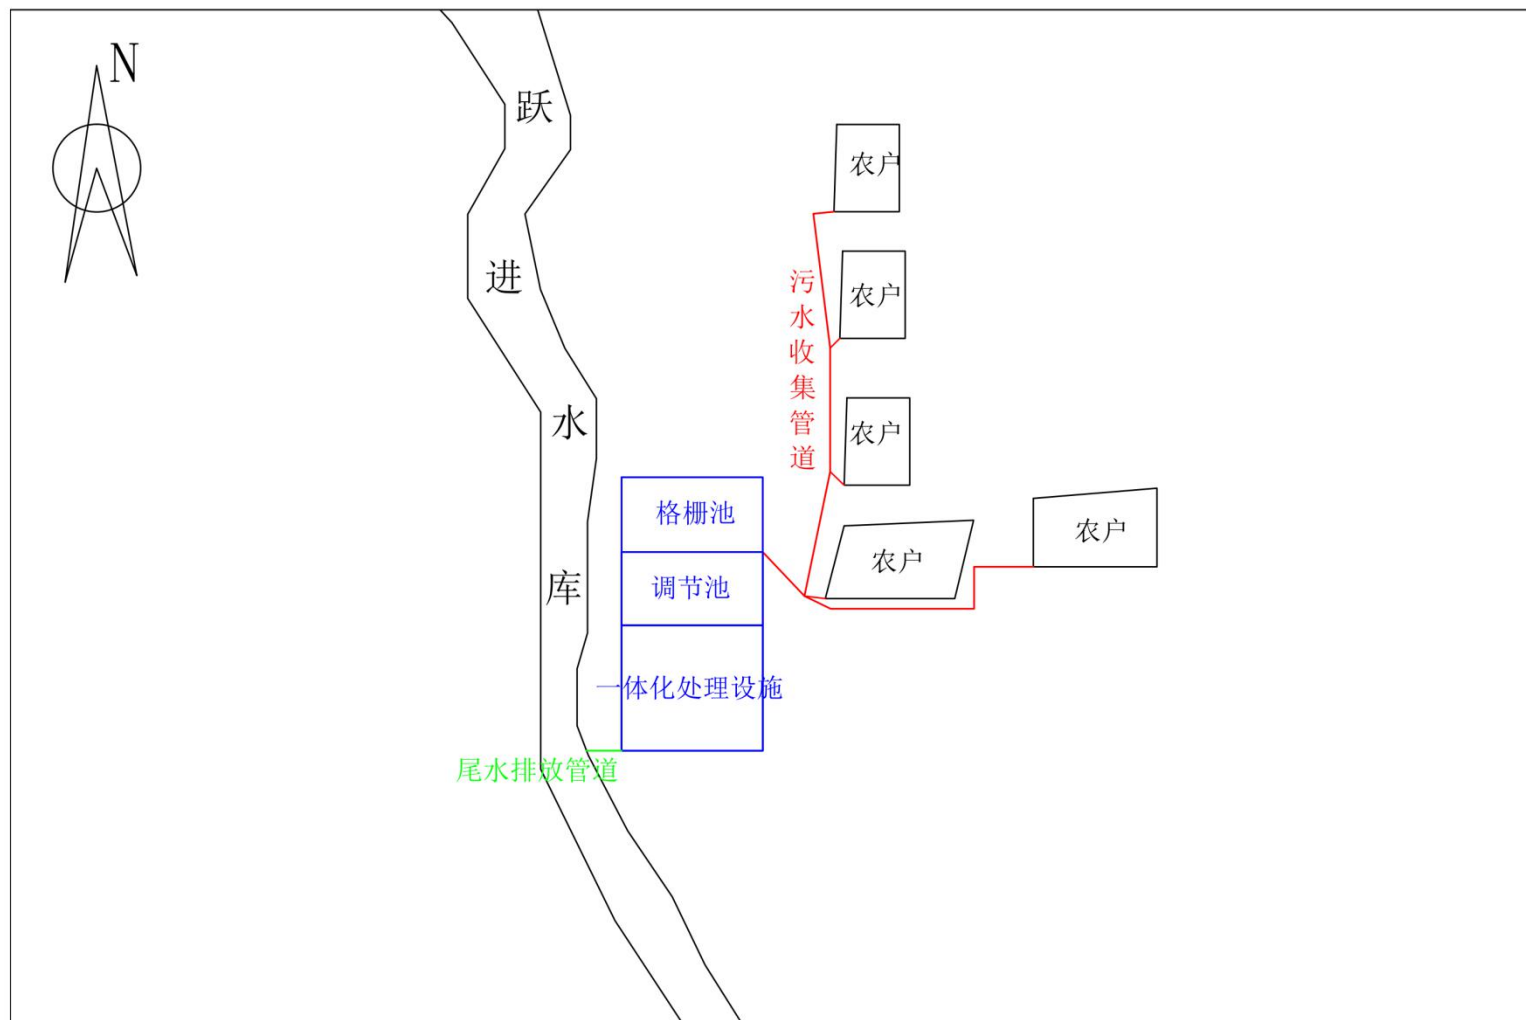 N
跃进水库
农户
农户
污水收集管道
农户
格栅池
农户
农户
调节池
一体化处理设施
尾水排放管道